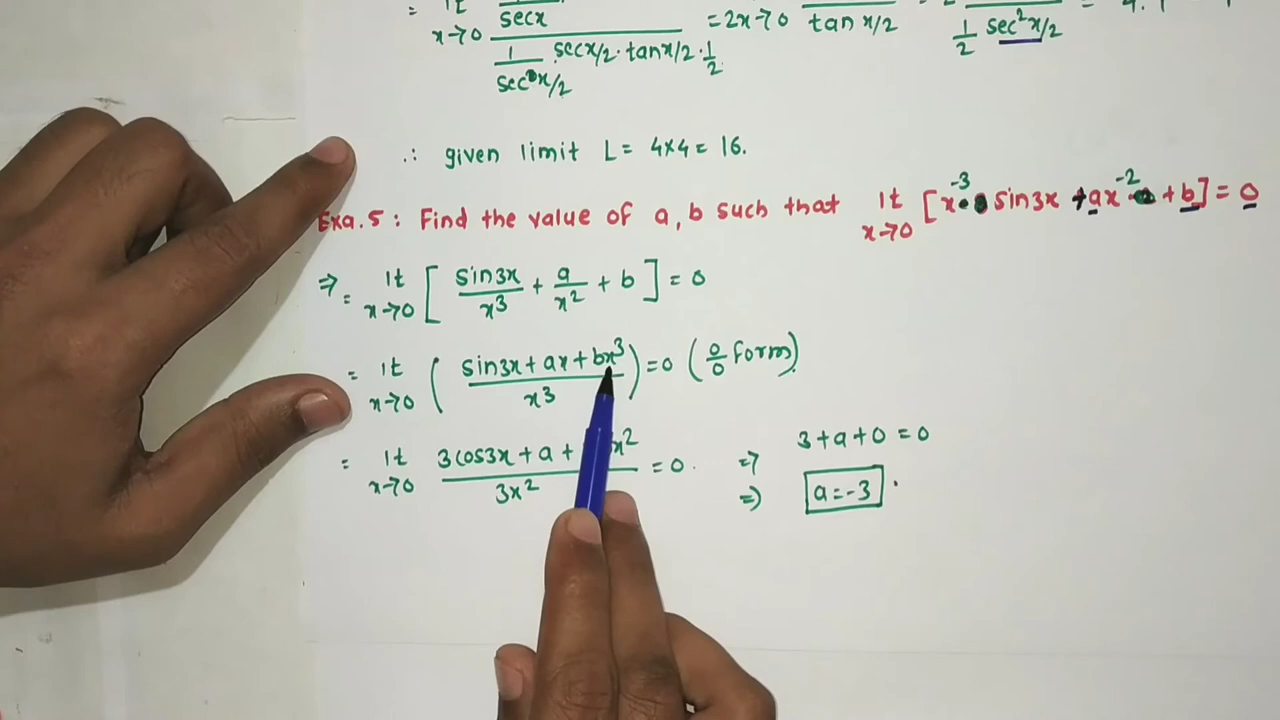 = lt x→0 secx / 1/sec²x/2 · secx/2 · tanx/2 · 1/2 = 2x→0 tan x/2 = 1/2 sec²x/2 = 4.1
∴ given limit L = 4×4 = 16.
Exa.5 : Find the value of a, b such that lt x→0 [x⁻³ sin3x + ax⁻² + b] = 0
⇒ = lt x→0 [ sin3x/x³ + a/x² + b ] = 0
= lt x→0 ( sin3x + ax + bx³ / x³ ) = 0 ( 0/0 form ).
= lt x→0 3cos3x + a + x² / 3x² = 0. ⇒ 3+a+0 = 0
⇒ a = -3 .